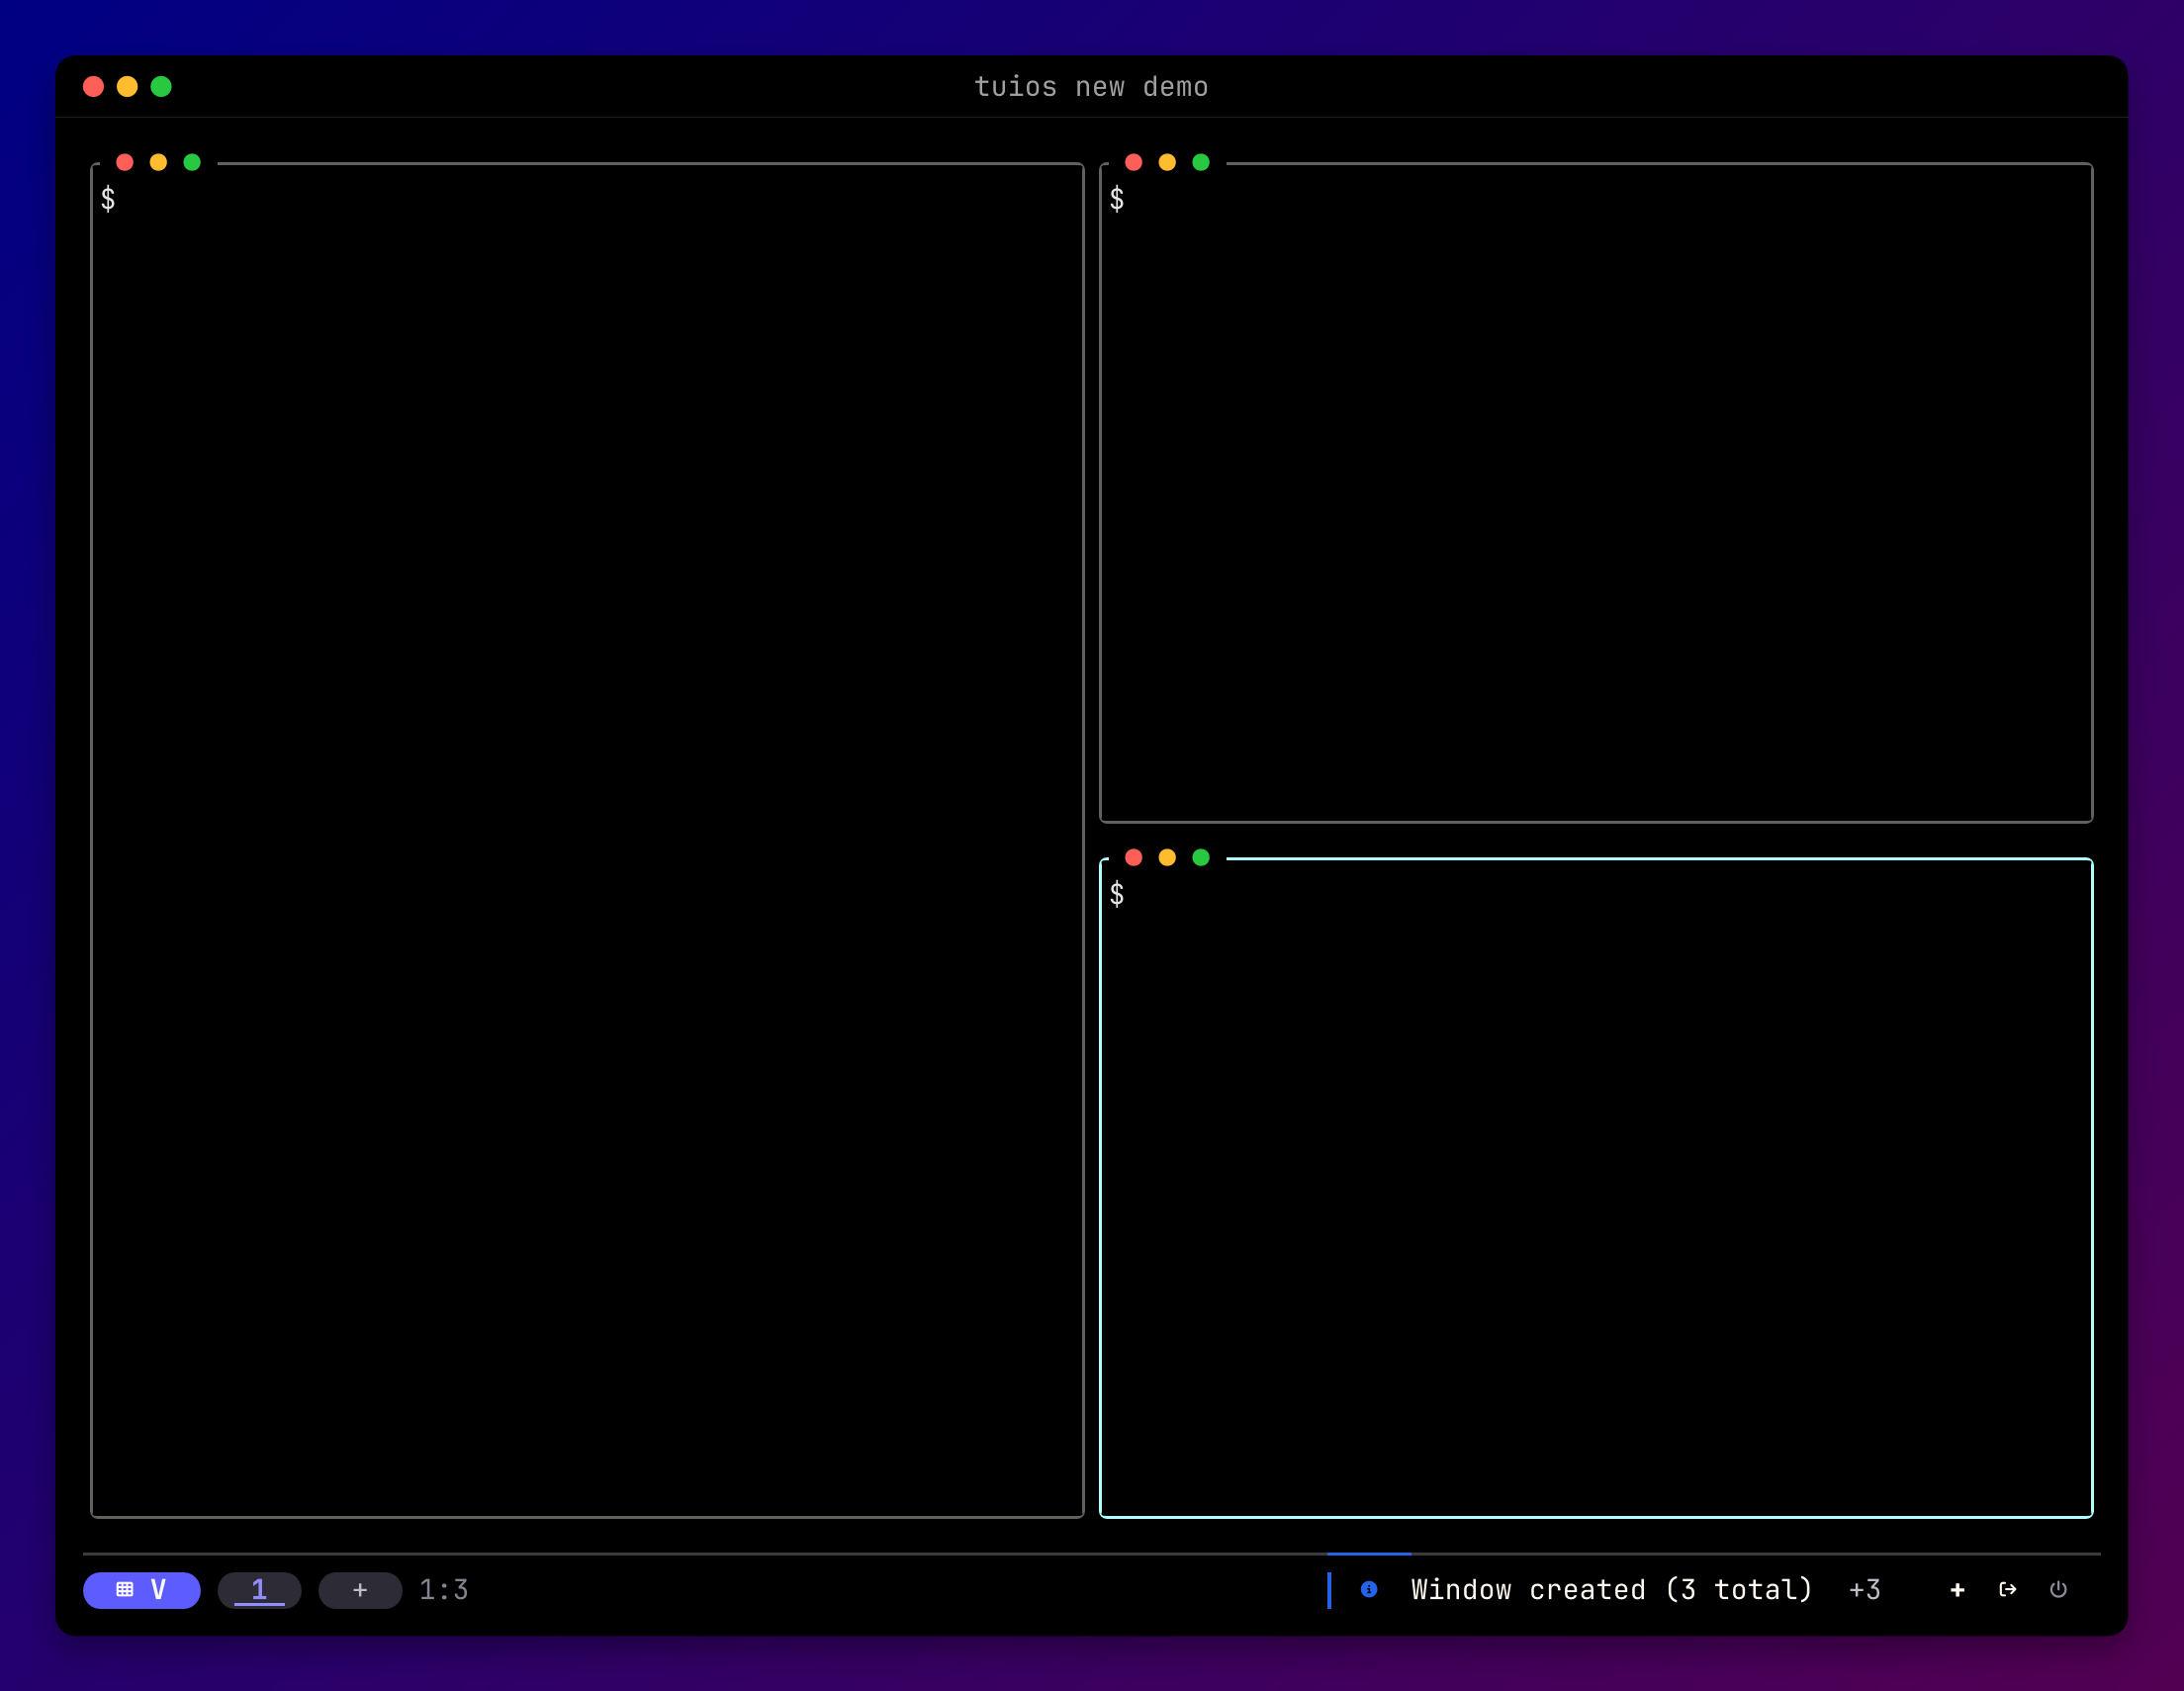 tuios new demo
$
$
$
V 1 + 1:3 Window created (3 total) +3 +